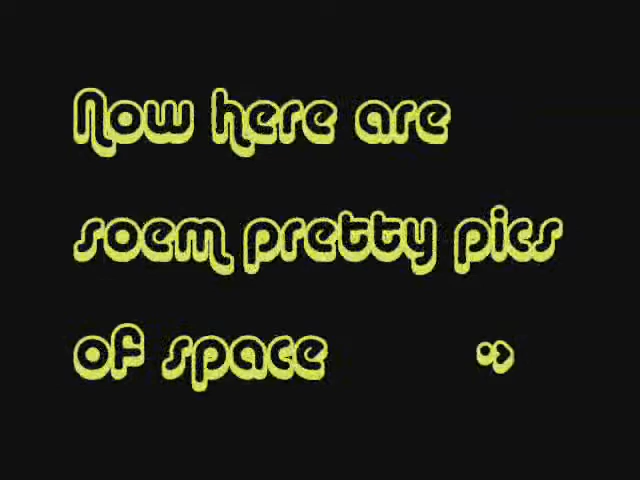 Now here are
soem pretty pics
of space :)